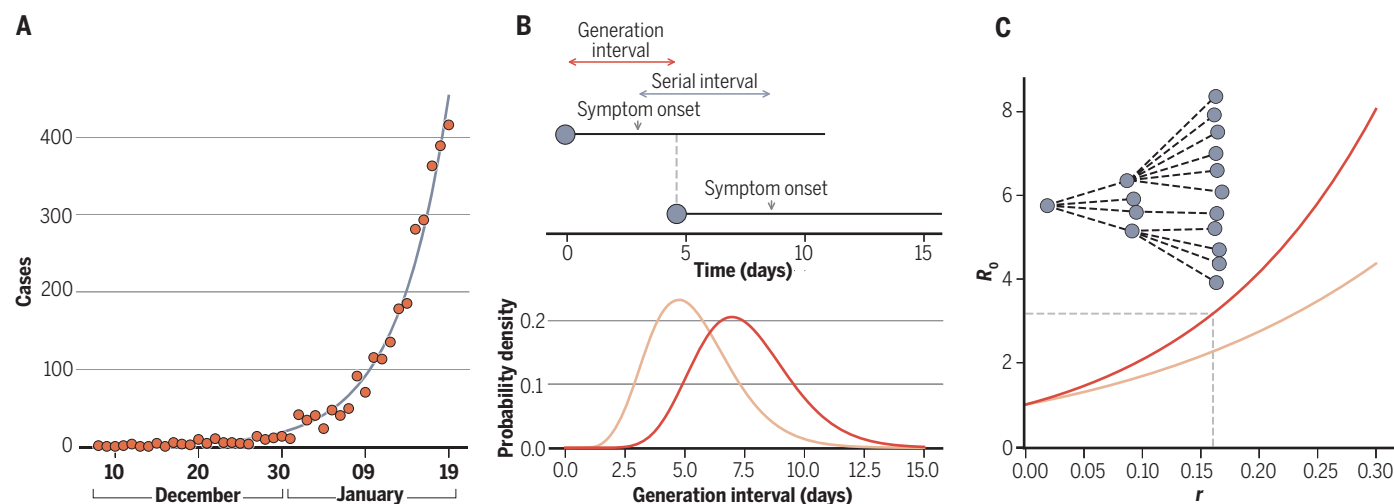 A
Cases
400
300
200
100
0
10
20
30
09
19
December
January
B
Generation
interval
Serial interval
Symptom onset
Symptom onset
0
5
10
15
Time (days)
Probability density
0.2
0.1
0.0
0.0
2.5
5.0
7.5
10.0
12.5
15.0
Generation interval (days)
C
R0
8
6
4
2
0
0.00
0.05
0.10
0.15
0.20
0.25
0.30
r